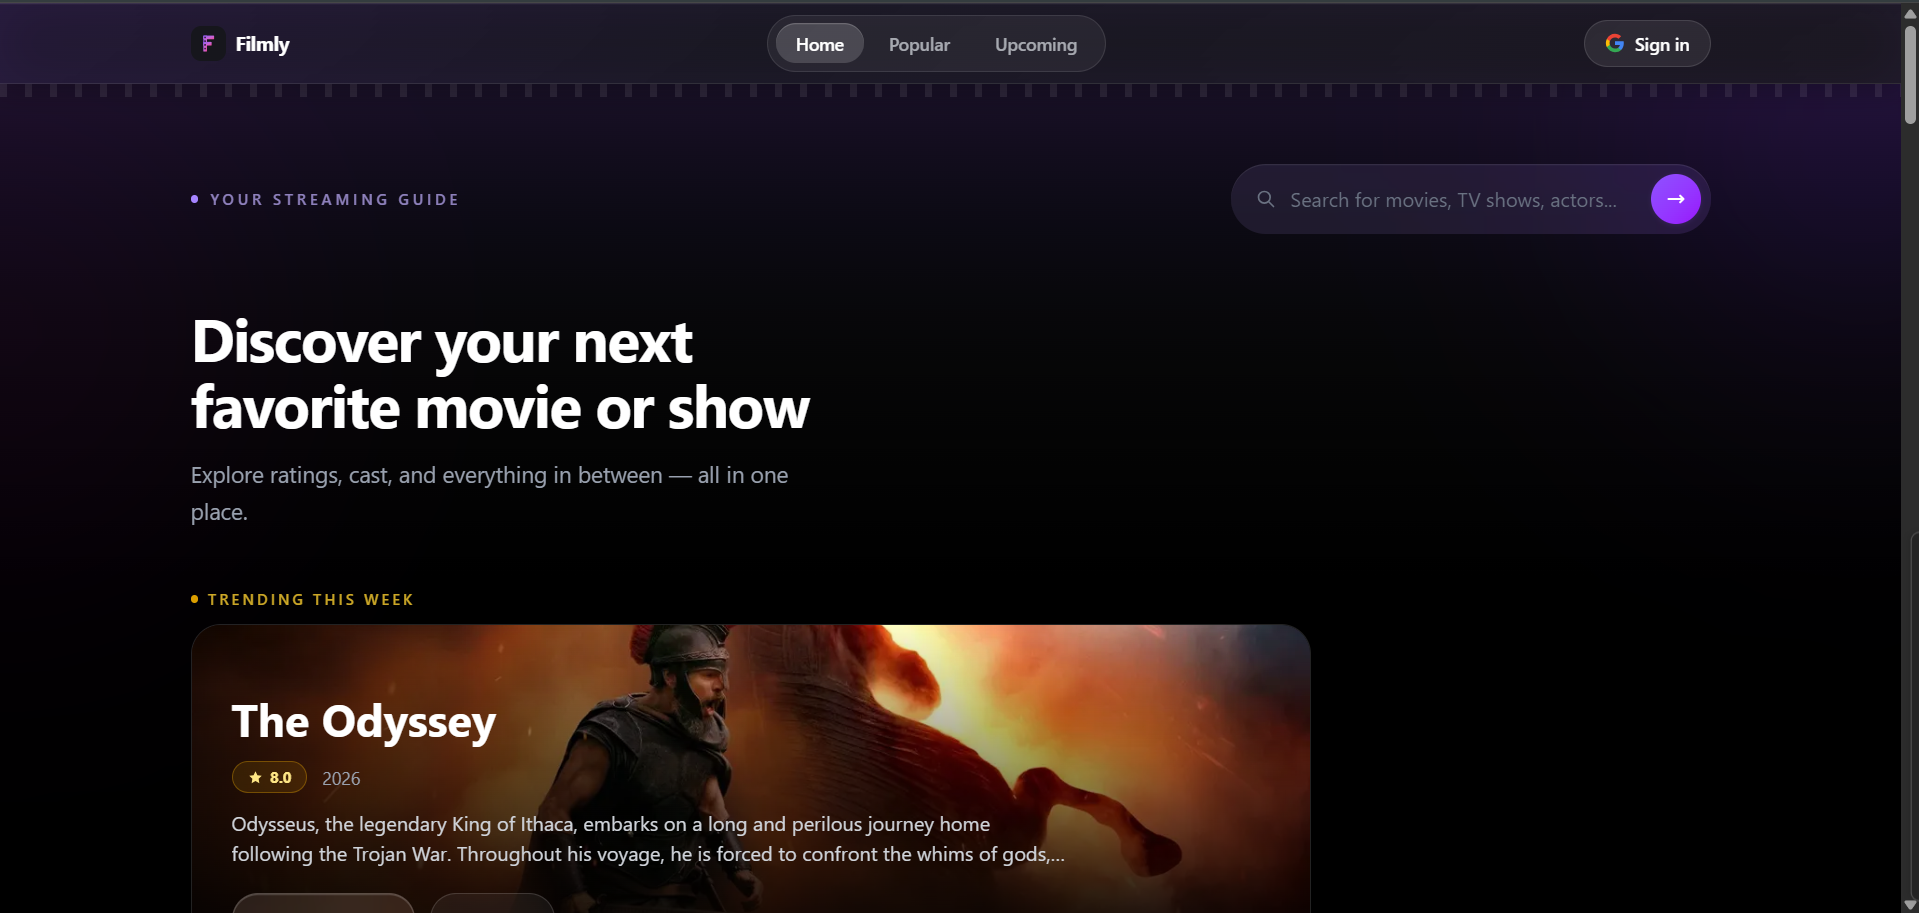 Filmly
Home
Popular
Upcoming
Sign in
YOUR STREAMING GUIDE
Search for movies, TV shows, actors...
→
Discover your next
favorite movie or show
Explore ratings, cast, and everything in between — all in one
place.
TRENDING THIS WEEK
The Odyssey
★ 8.0
2026
Odysseus, the legendary King of Ithaca, embarks on a long and perilous journey home
following the Trojan War. Throughout his voyage, he is forced to confront the whims of gods,...